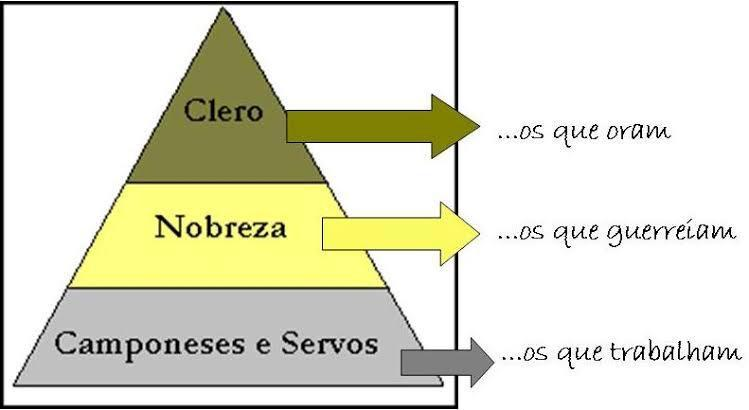 Clero
...os que oram
Nobreza
...os que guerreiam
Camponeses e Servos
...os que trabalham